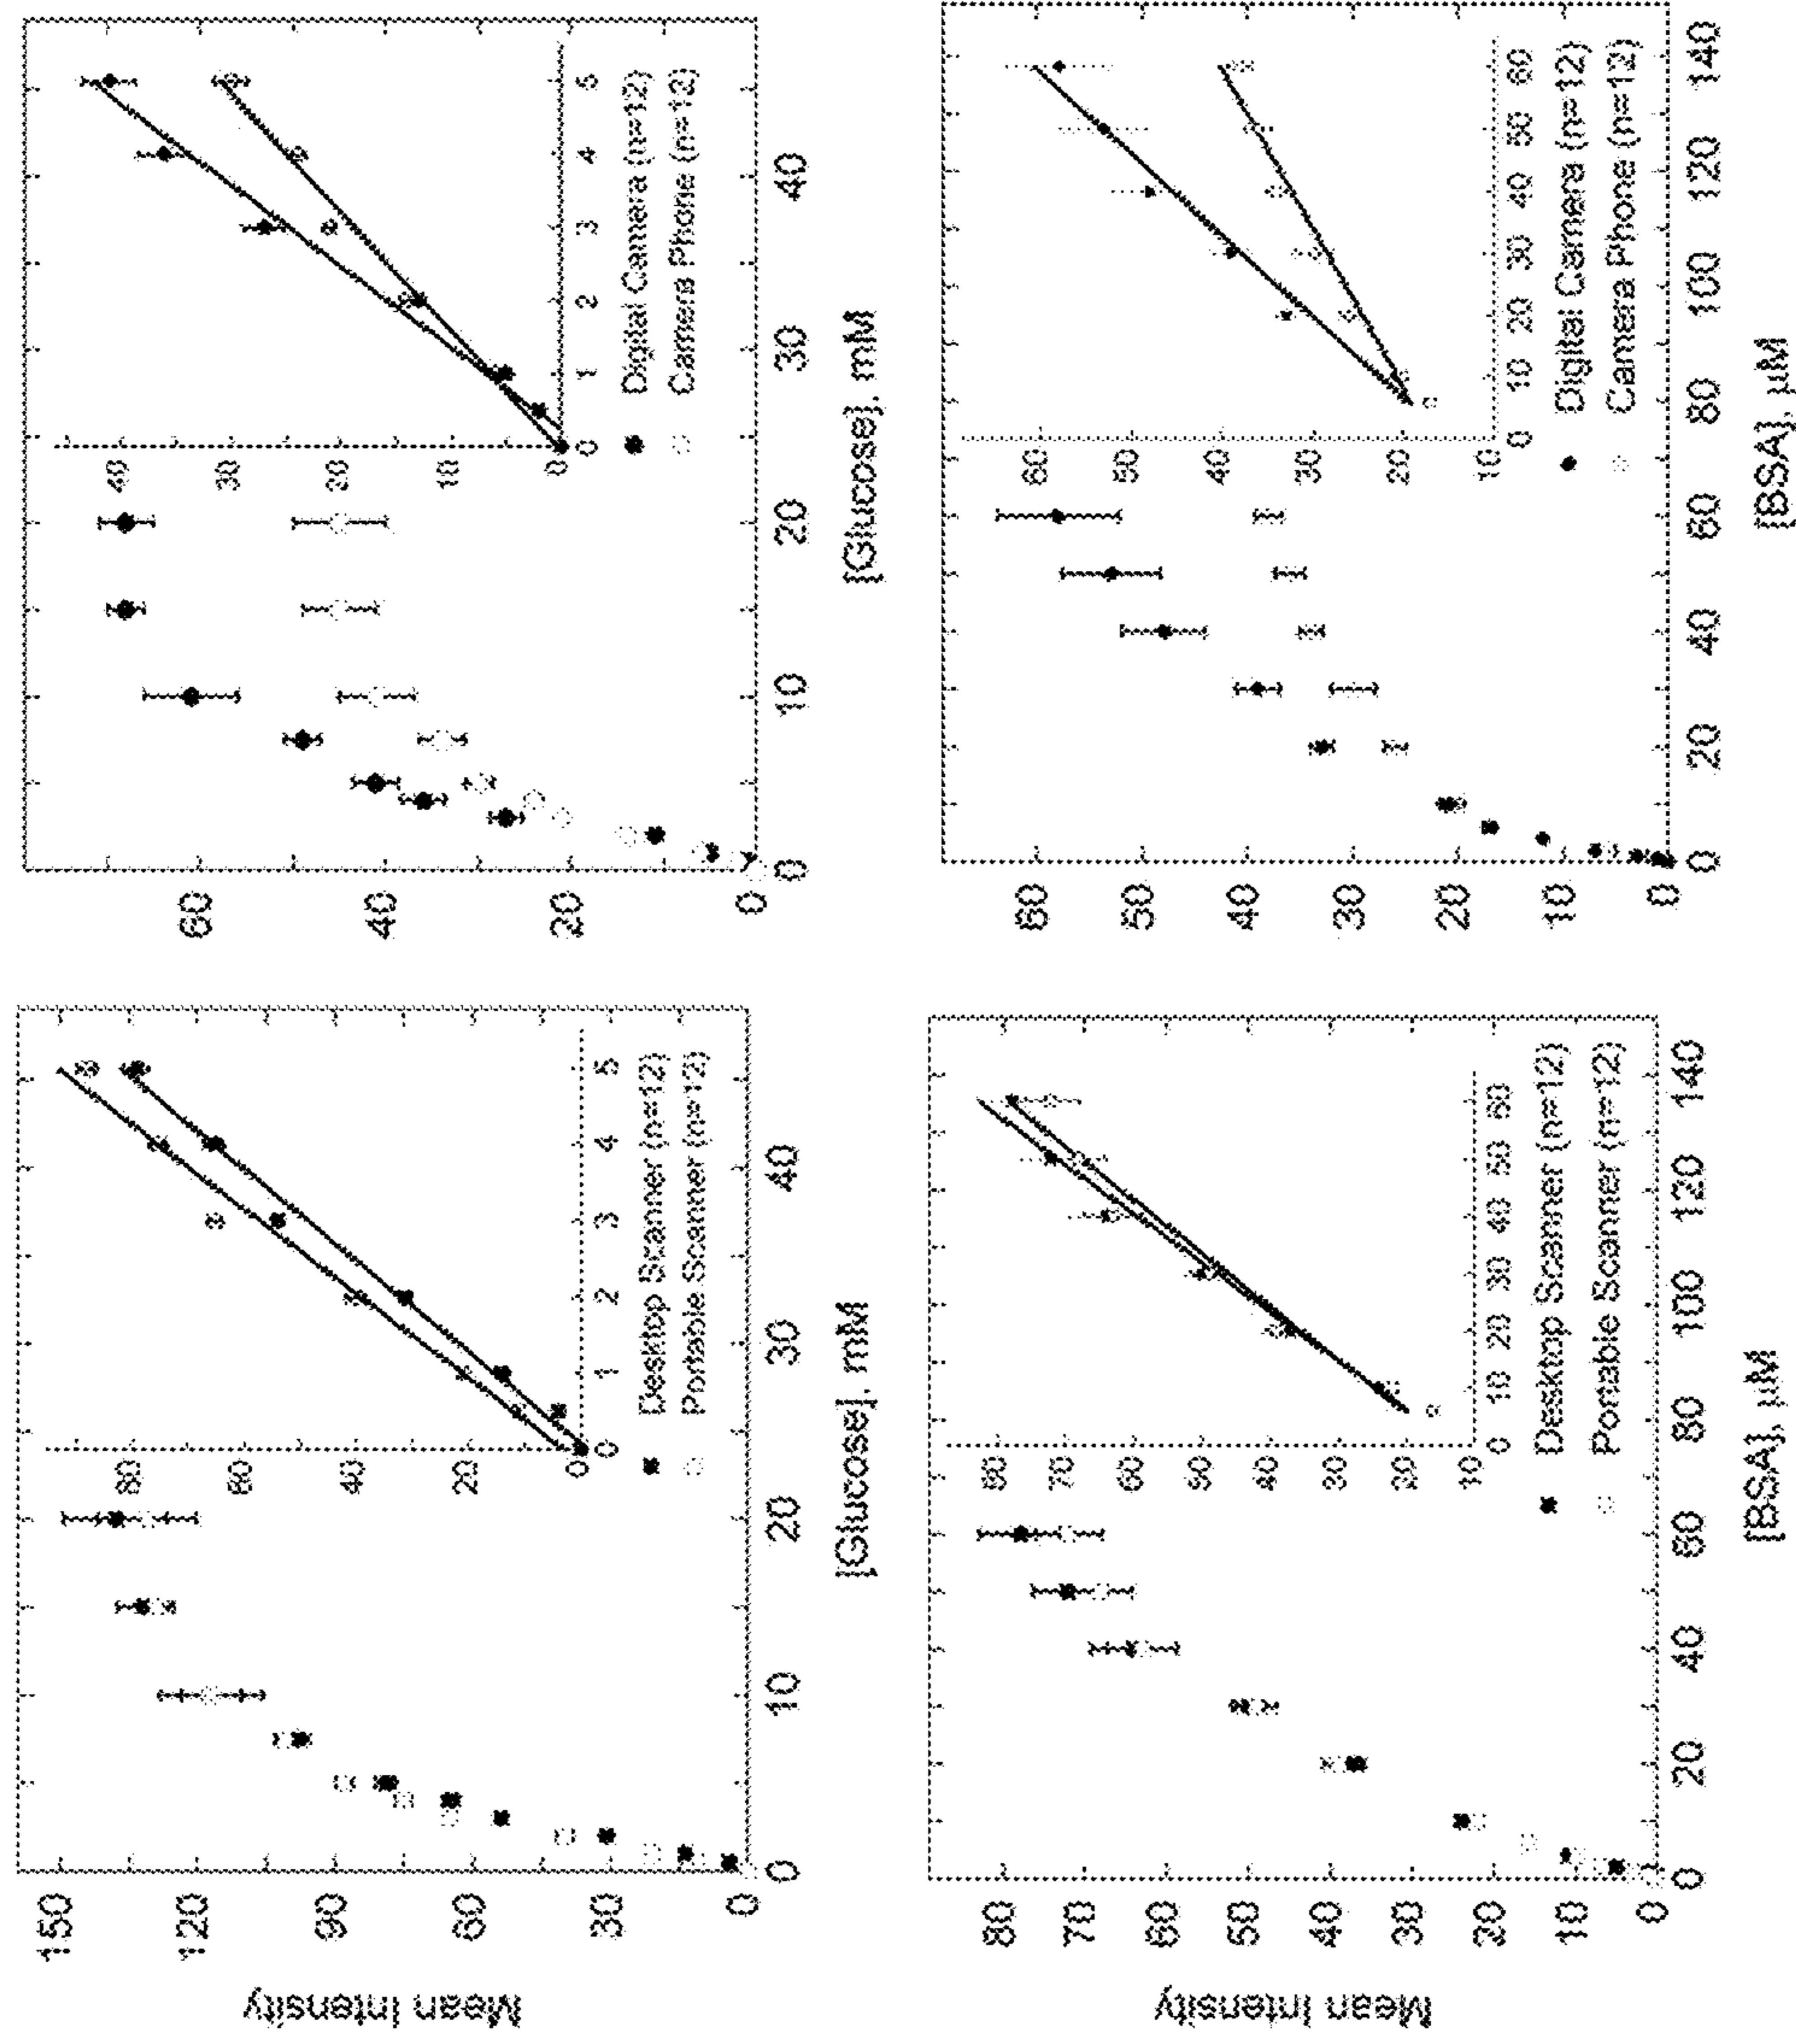 Mean Intensity
150
120
90
60
30
0
80
60
40
20
0
0 1 2 3 4 5
Desktop Scanner (n=12)
Portable Scanner (n=12)
0 10 20 30 40
[Glucose], mM
60
40
20
0
40
30
20
10
0
0 1 2 3 4 5
Digital Camera (n=12)
Camera Phone (n=12)
0 10 20 30 40
[Glucose], mM
Mean Intensity
80
70
60
50
40
30
20
10
0
80
70
60
50
40
30
20
10
0 10 20 30 40 50 60
Desktop Scanner (n=12)
Portable Scanner (n=12)
0 20 40 60 80 100 120 140
[BSA], µM
60
50
40
30
20
10
0
60
50
40
30
20
10
0 10 20 30 40 50 60
Digital Camera (n=12)
Camera Phone (n=12)
0 20 40 60 80 100 120 140
[BSA], µM